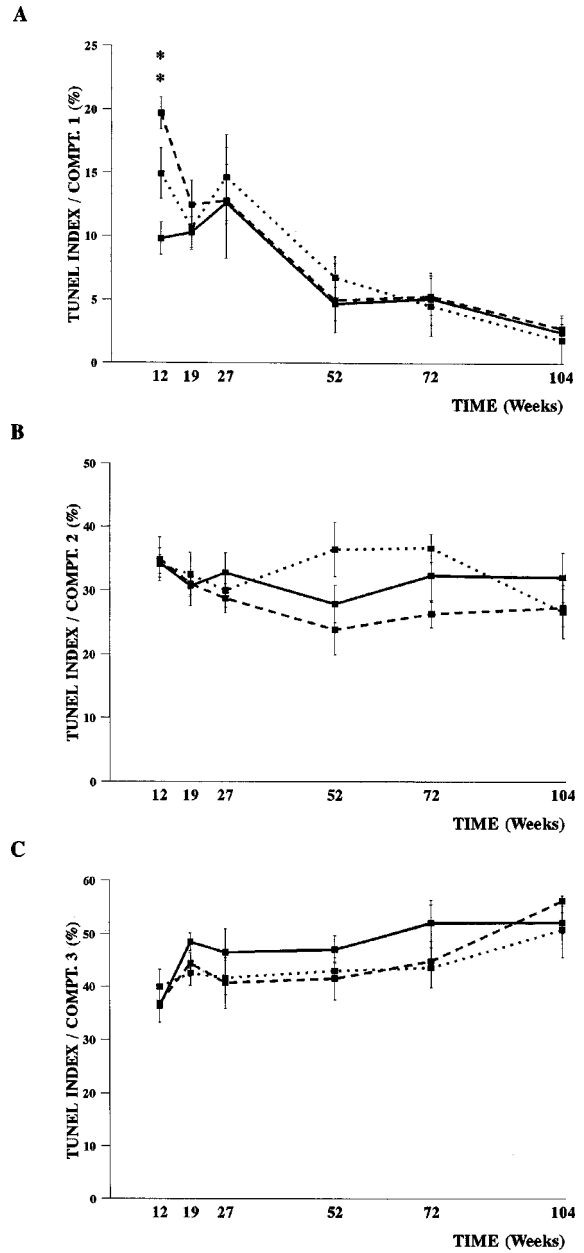 A
TUNEL INDEX / COMPT. 1 (%)
25
*
*
20
15
10
5
0
12 19 27 52 72 104
TIME (Weeks)
B
TUNEL INDEX / COMPT. 2 (%)
50
40
30
20
10
0
12 19 27 52 72 104
TIME (Weeks)
C
TUNEL INDEX / COMPT. 3 (%)
60
50
40
30
20
10
0
12 19 27 52 72 104
TIME (Weeks)